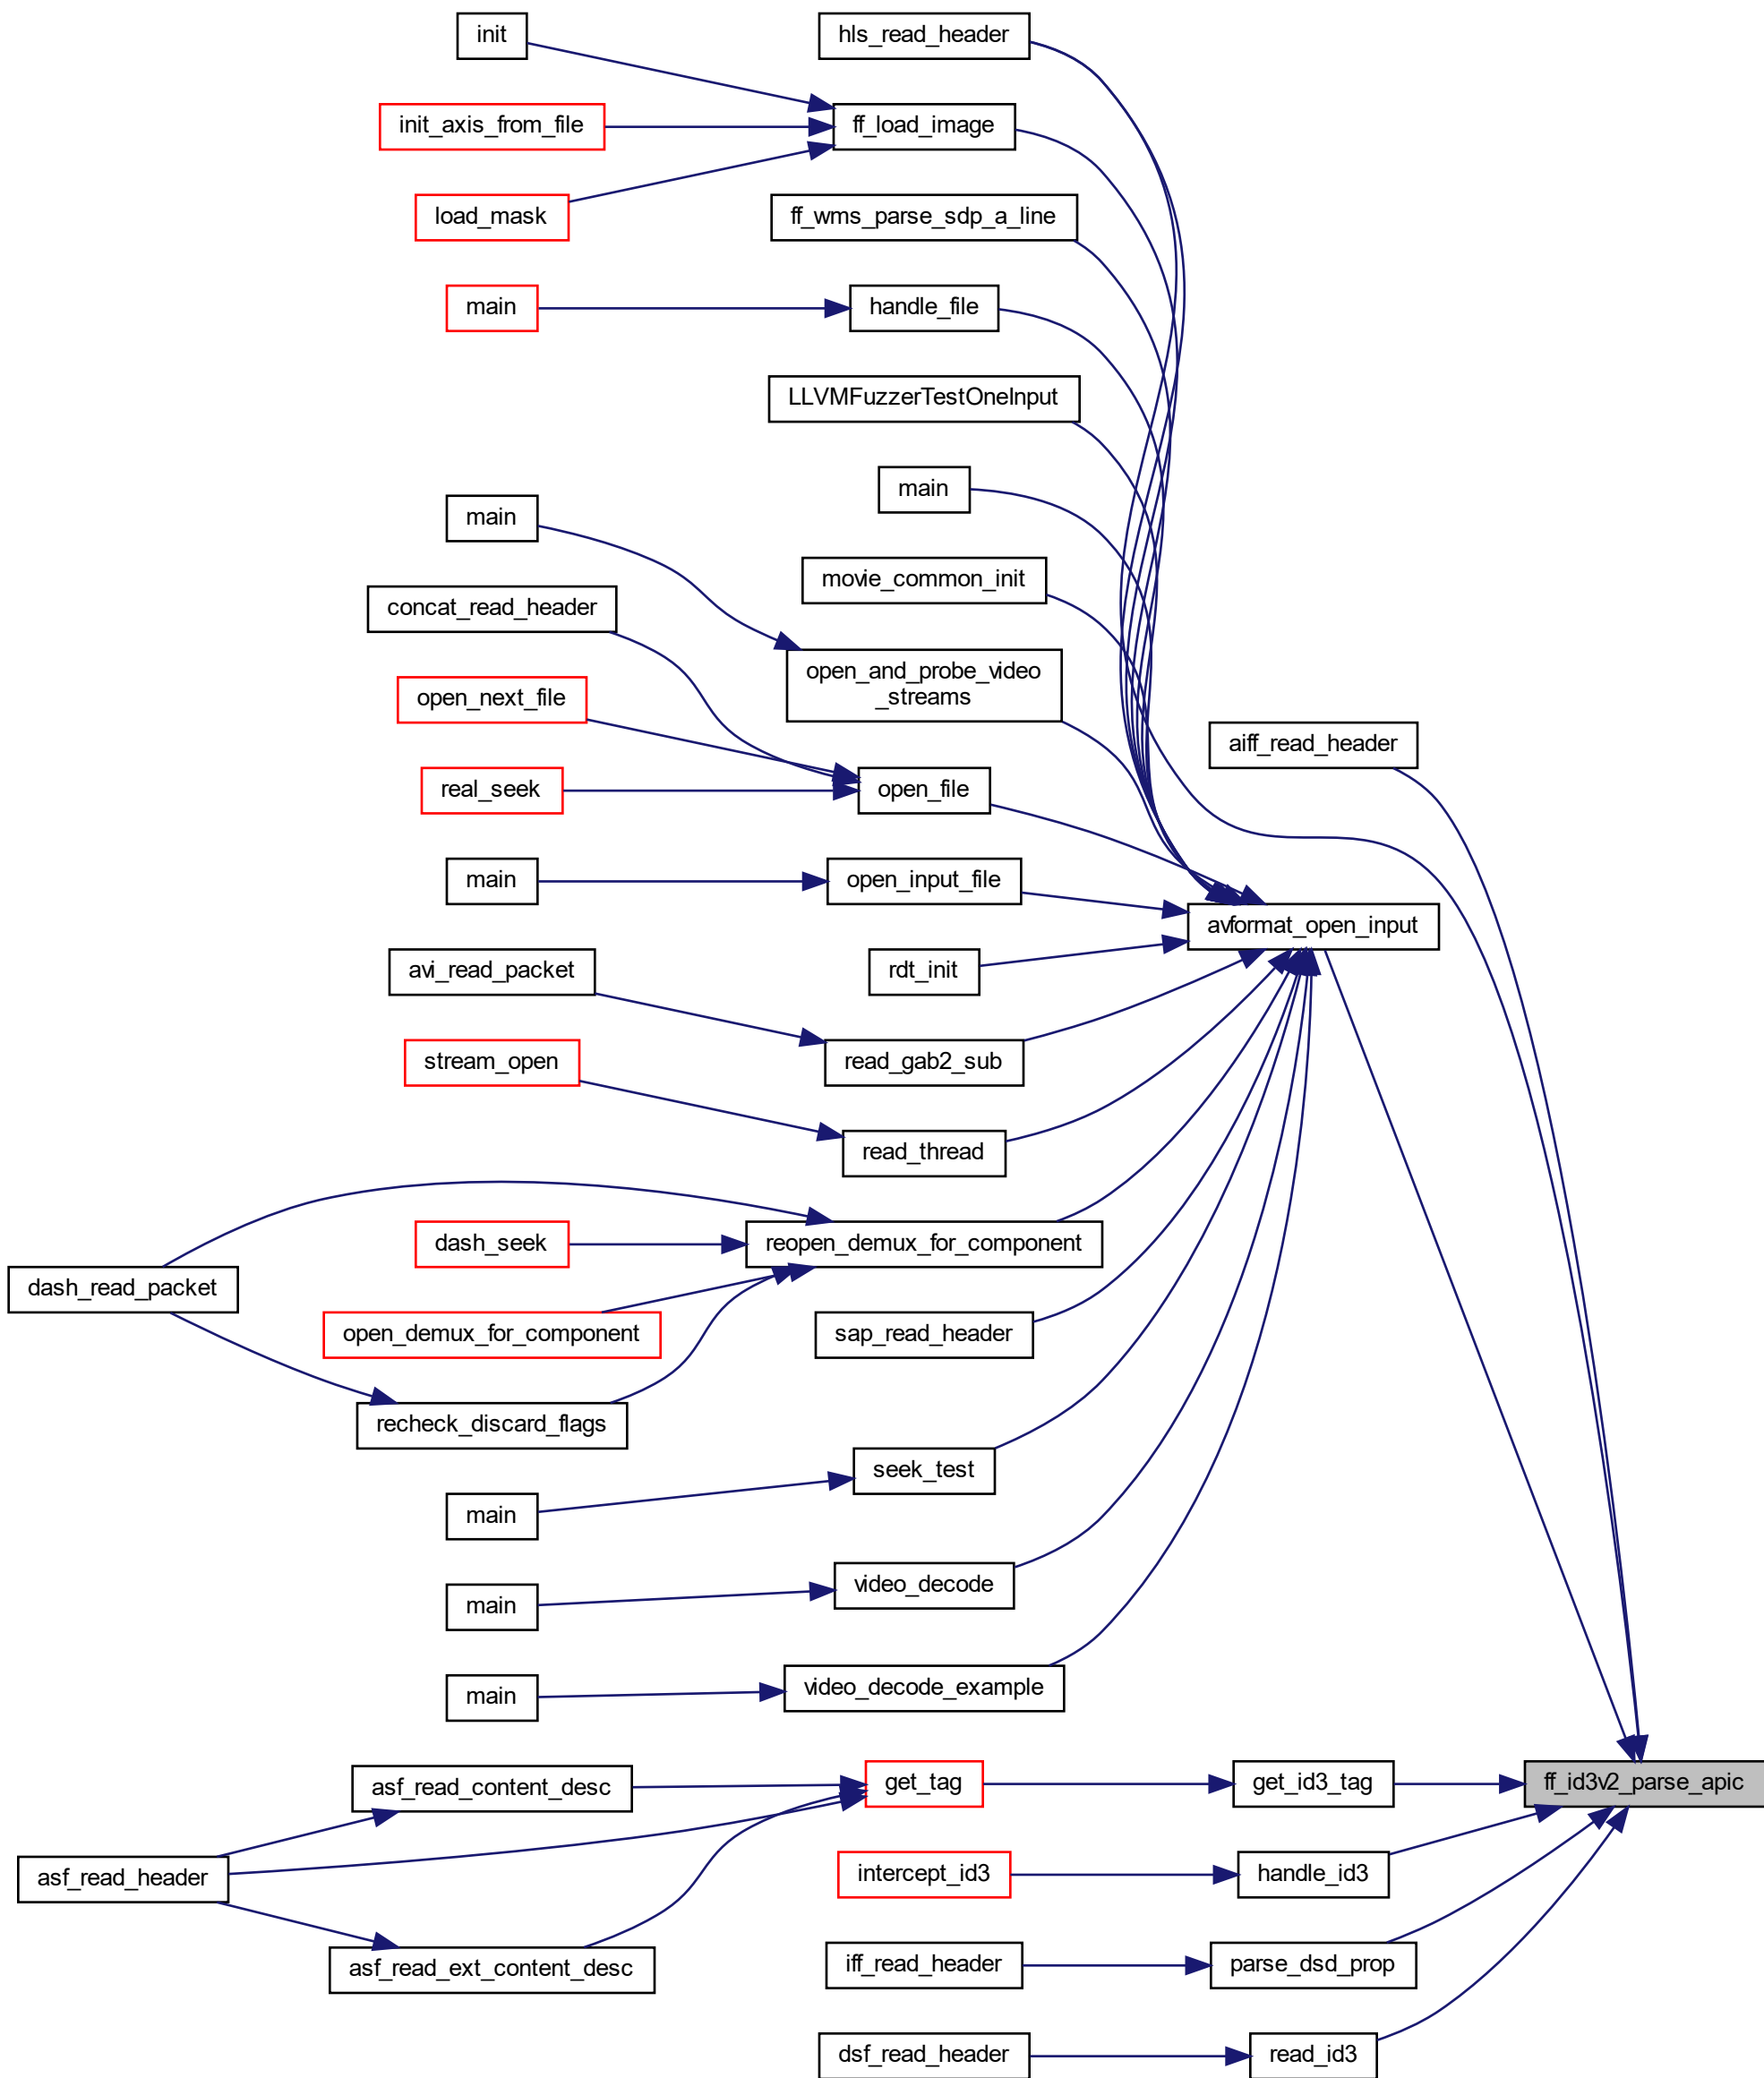 init
hls_read_header
init_axis_from_file
ff_load_image
load_mask
ff_wms_parse_sdp_a_line
main
handle_file
LLVMFuzzerTestOneInput
main
main
movie_common_init
concat_read_header
open_and_probe_video
_streams
open_next_file
aiff_read_header
real_seek
open_file
main
open_input_file
avformat_open_input
avi_read_packet
rdt_init
stream_open
read_gab2_sub
read_thread
dash_seek
reopen_demux_for_component
dash_read_packet
open_demux_for_component
sap_read_header
recheck_discard_flags
seek_test
main
video_decode
main
video_decode_example
main
asf_read_content_desc
get_tag
get_id3_tag
ff_id3v2_parse_apic
asf_read_header
intercept_id3
handle_id3
asf_read_ext_content_desc
iff_read_header
parse_dsd_prop
dsf_read_header
read_id3